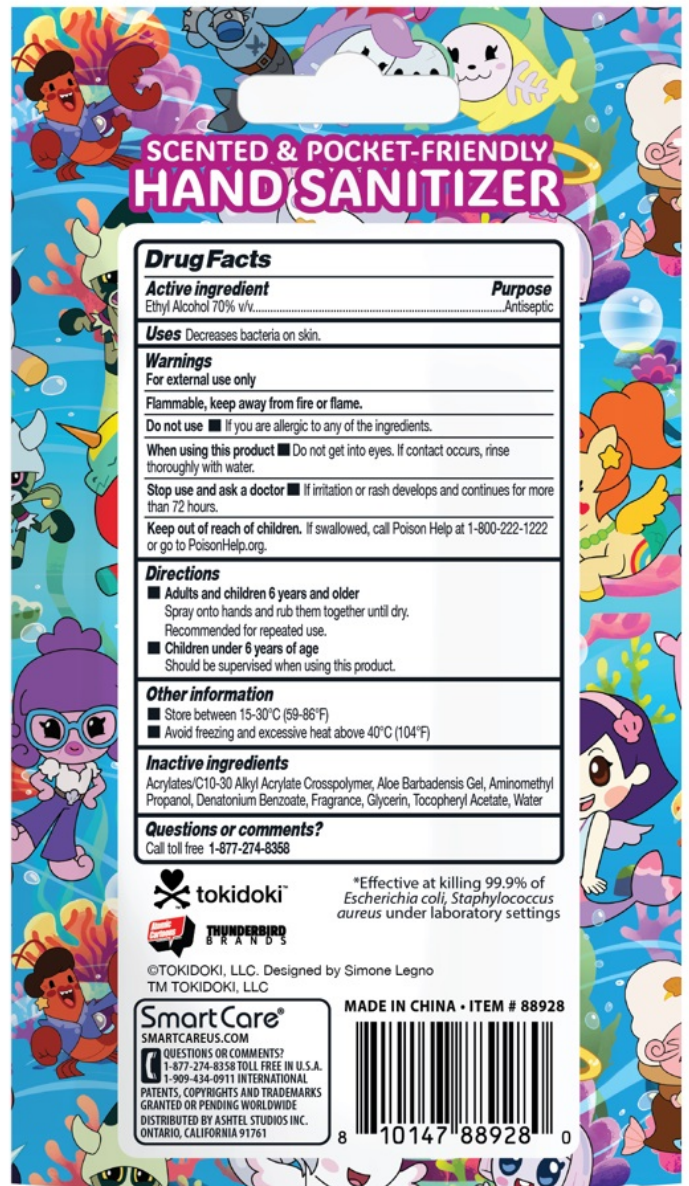 SCENTED & POCKET-FRIENDLY
HAND SANITIZER
Drug Facts
Active ingredient Purpose
Ethyl Alcohol 70% v/v..........................................................................................Antiseptic
Uses Decreases bacteria on skin.
Warnings
For external use only
Flammable, keep away from fire or flame.
Do not use ■ If you are allergic to any of the ingredients.
When using this product ■ Do not get into eyes. If contact occurs, rinse
thoroughly with water.
Stop use and ask a doctor ■ If irritation or rash develops and continues for more
than 72 hours.
Keep out of reach of children. If swallowed, call Poison Help at 1-800-222-1222
or go to PoisonHelp.org.
Directions
■ Adults and children 6 years and older
Spray onto hands and rub them together until dry.
Recommended for repeated use.
■ Children under 6 years of age
Should be supervised when using this product.
Other information
■ Store between 15-30°C (59-86°F)
■ Avoid freezing and excessive heat above 40°C (104°F)
Inactive ingredients
Acrylates/C10-30 Alkyl Acrylate Crosspolymer, Aloe Barbadensis Gel, Aminomethyl
Propanol, Denatonium Benzoate, Fragrance, Glycerin, Tocopheryl Acetate, Water
Questions or comments?
Call toll free 1-877-274-8358
tokidoki™
*Effective at killing 99.9% of
Escherichia coli, Staphylococcus
aureus under laboratory settings
Atomic
Cartoons
THUNDERBIRD
BRANDS
©TOKIDOKI, LLC. Designed by Simone Legno
TM TOKIDOKI, LLC
SmartCare®
SMARTCAREUS.COM
QUESTIONS OR COMMENTS?
1-877-274-8358 TOLL FREE IN U.S.A.
1-909-434-0911 INTERNATIONAL
PATENTS, COPYRIGHTS AND TRADEMARKS
GRANTED OR PENDING WORLDWIDE
DISTRIBUTED BY ASHTEL STUDIOS INC.
ONTARIO, CALIFORNIA 91761
MADE IN CHINA • ITEM # 88928
8 10147 88928 0